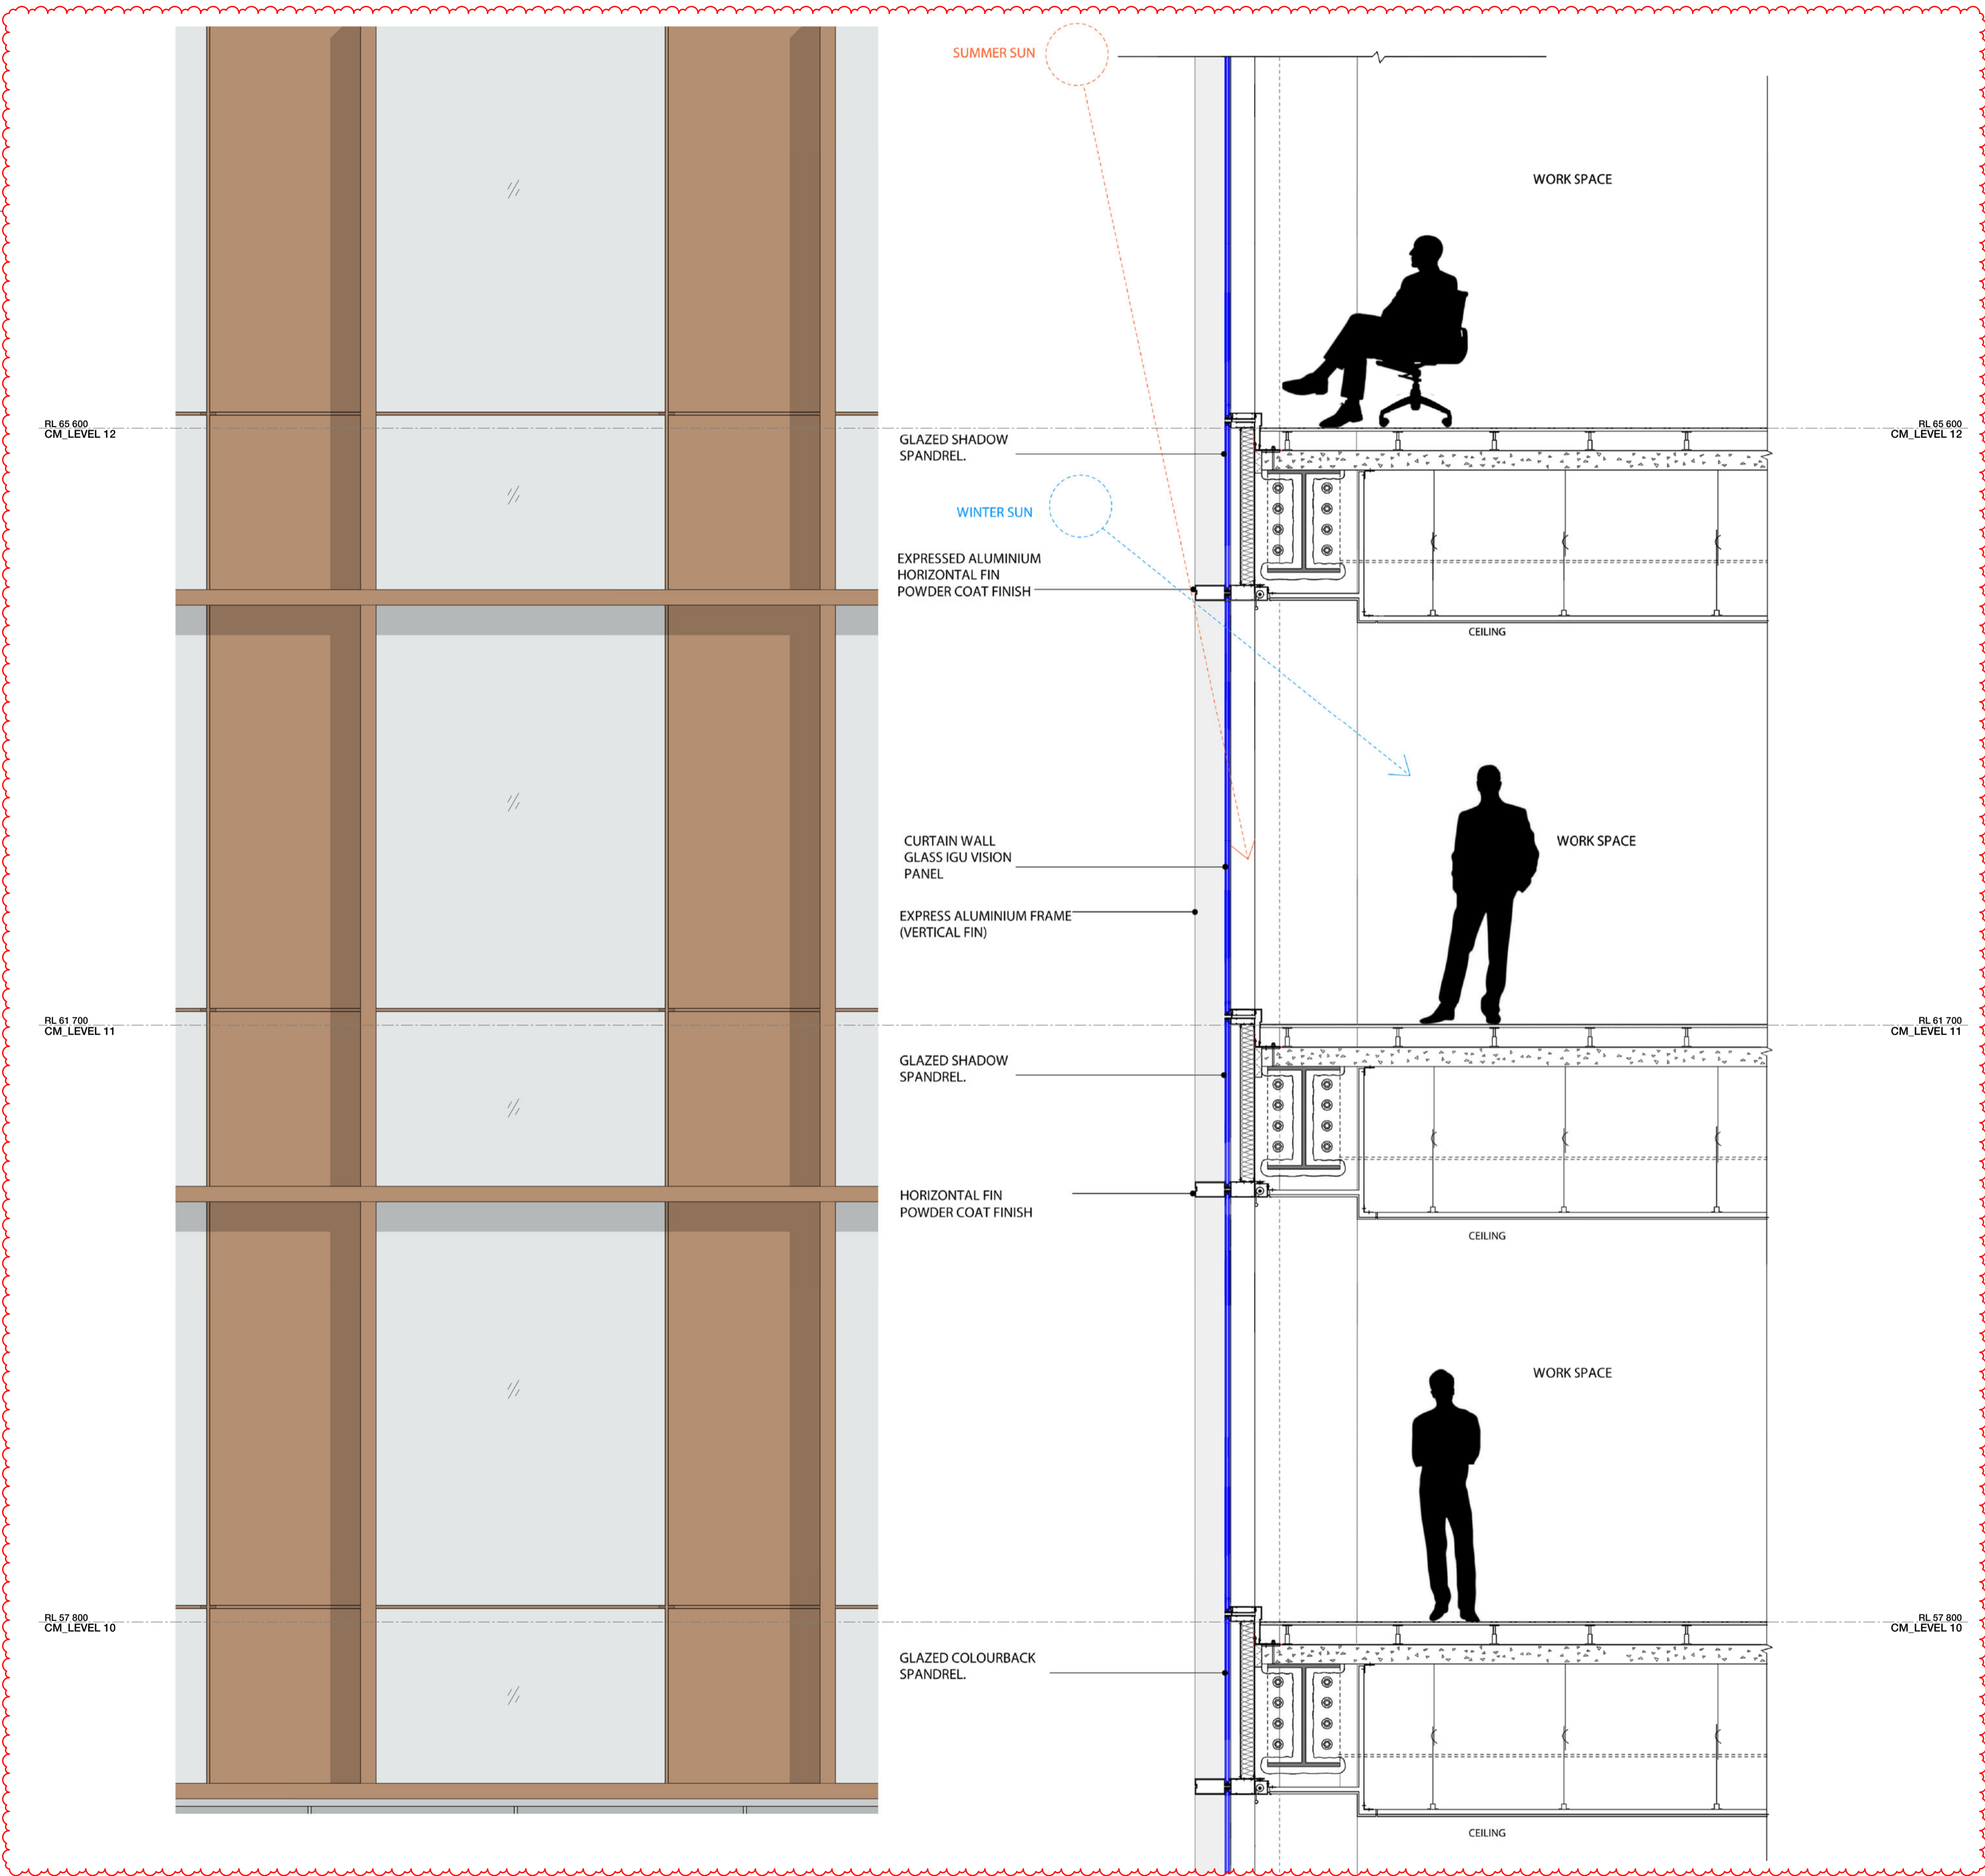 SUMMER SUN
WORK SPACE
RL 65 600
CM_LEVEL 12
GLAZED SHADOW
SPANDREL.
RL 65 600
CM_LEVEL 12
WINTER SUN
EXPRESSED ALUMINIUM
HORIZONTAL FIN
POWDER COAT FINISH
CEILING
CURTAIN WALL
GLASS IGU VISION
PANEL
WORK SPACE
EXPRESS ALUMINIUM FRAME
(VERTICAL FIN)
RL 61 700
CM_LEVEL 11
RL 61 700
CM_LEVEL 11
GLAZED SHADOW
SPANDREL.
HORIZONTAL FIN
POWDER COAT FINISH
CEILING
WORK SPACE
RL 57 800
CM_LEVEL 10
RL 57 800
CM_LEVEL 10
GLAZED COLOURBACK
SPANDREL.
CEILING